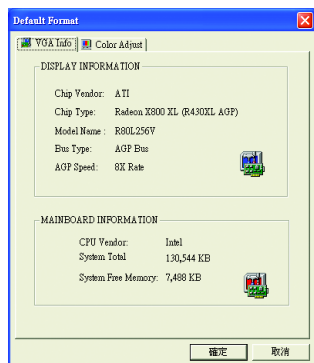 Default Format
VGA Info
Color Adjust
DISPLAY INFORMATION
Chip Vendor: ATI
Chip Type: Radeon X800 XL (R430XL AGP)
Model Name : R80L256V
Bus Type: AGP Bus
AGP Speed: 8X Rate
MAINBOARD INFORMATION
CPU Vendor: Intel
System Total 130,544 KB
System Free Memory: 7,488 KB
確定
取消